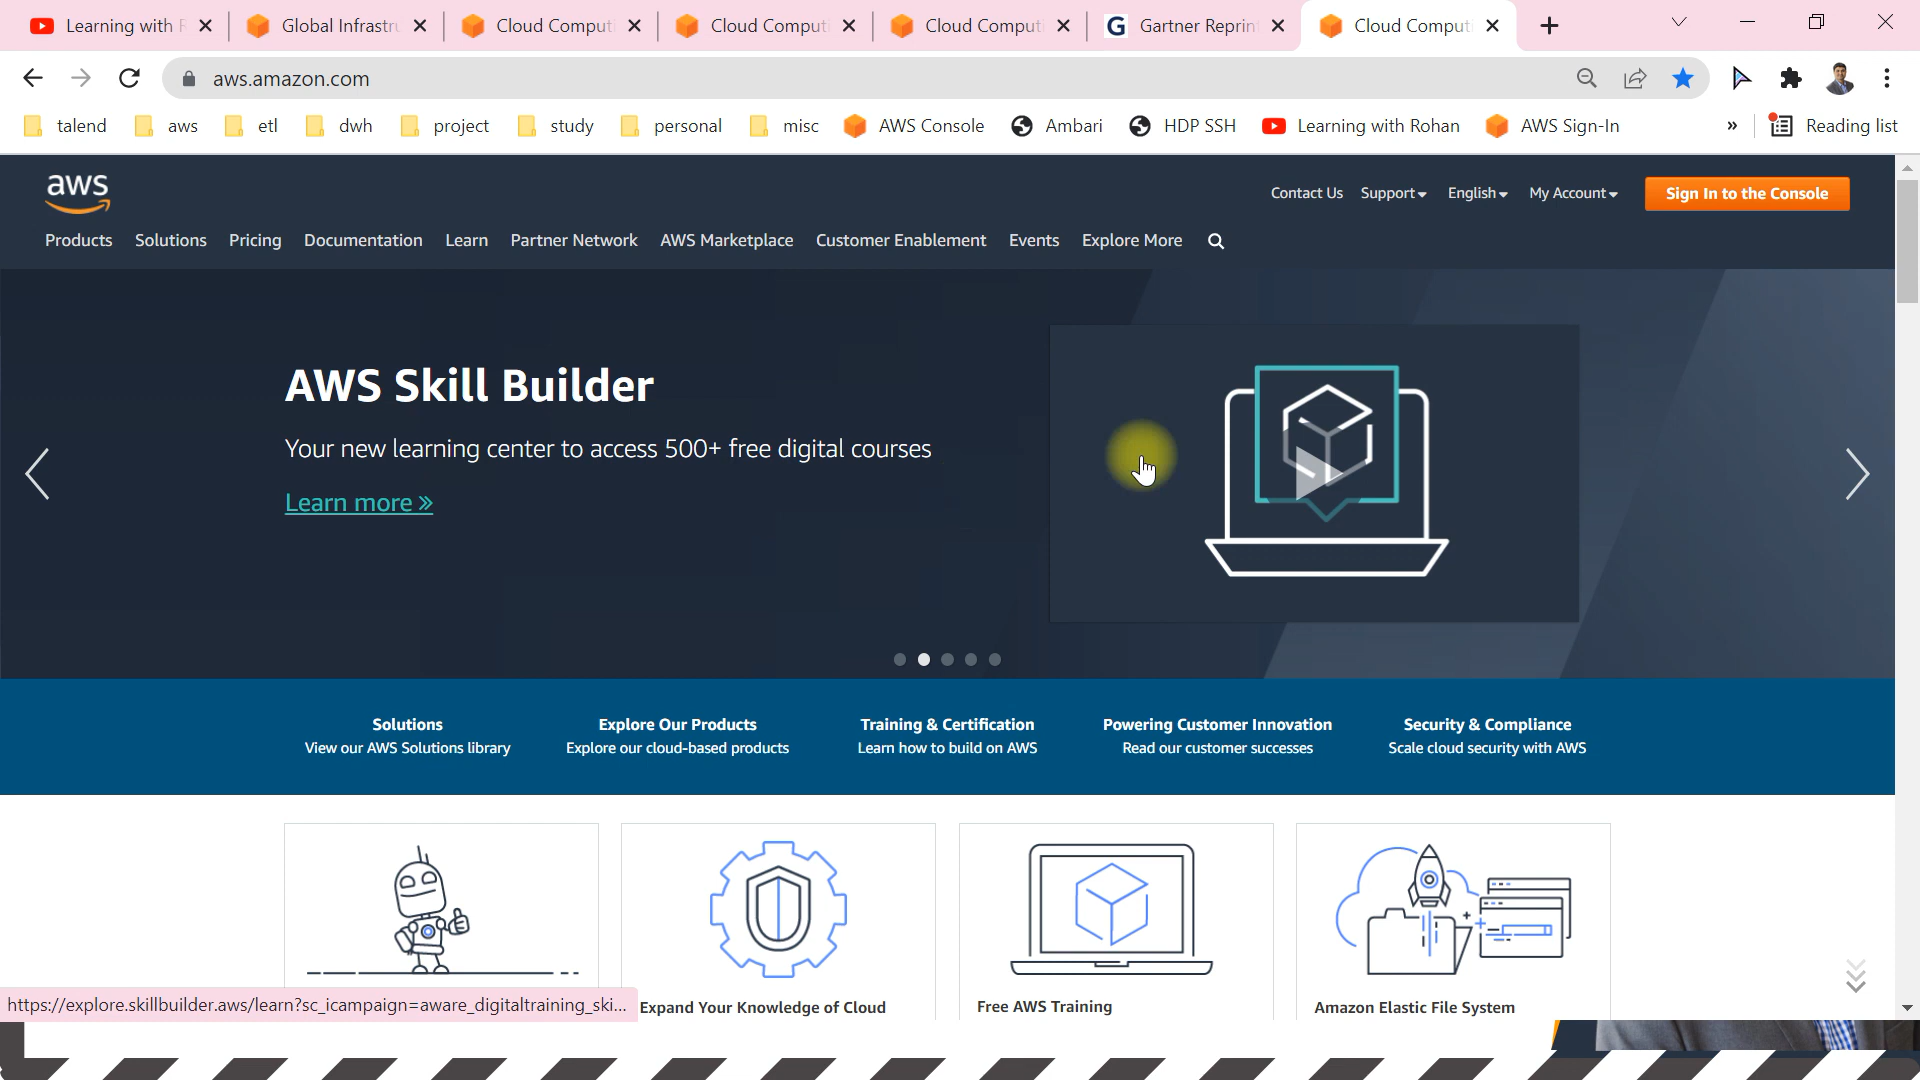 Learning with R
Global Infrastru
Cloud Computi
Cloud Computi
Cloud Computi
G Gartner Reprin
Cloud Computi
aws.amazon.com
talend
aws
etl
dwh
project
study
personal
misc
AWS Console
Ambari
HDP SSH
Learning with Rohan
AWS Sign-In
»
Reading list
aws
Contact Us
Support
English
My Account
Sign In to the Console
Products
Solutions
Pricing
Documentation
Learn
Partner Network
AWS Marketplace
Customer Enablement
Events
Explore More
AWS Skill Builder
Your new learning center to access 500+ free digital courses
Learn more »
Solutions
View our AWS Solutions library
Explore Our Products
Explore our cloud-based products
Training & Certification
Learn how to build on AWS
Powering Customer Innovation
Read our customer successes
Security & Compliance
Scale cloud security with AWS
https://explore.skillbuilder.aws/learn?sc_icampaign=aware_digitaltraining_ski...
Expand Your Knowledge of Cloud
Free AWS Training
Amazon Elastic File System